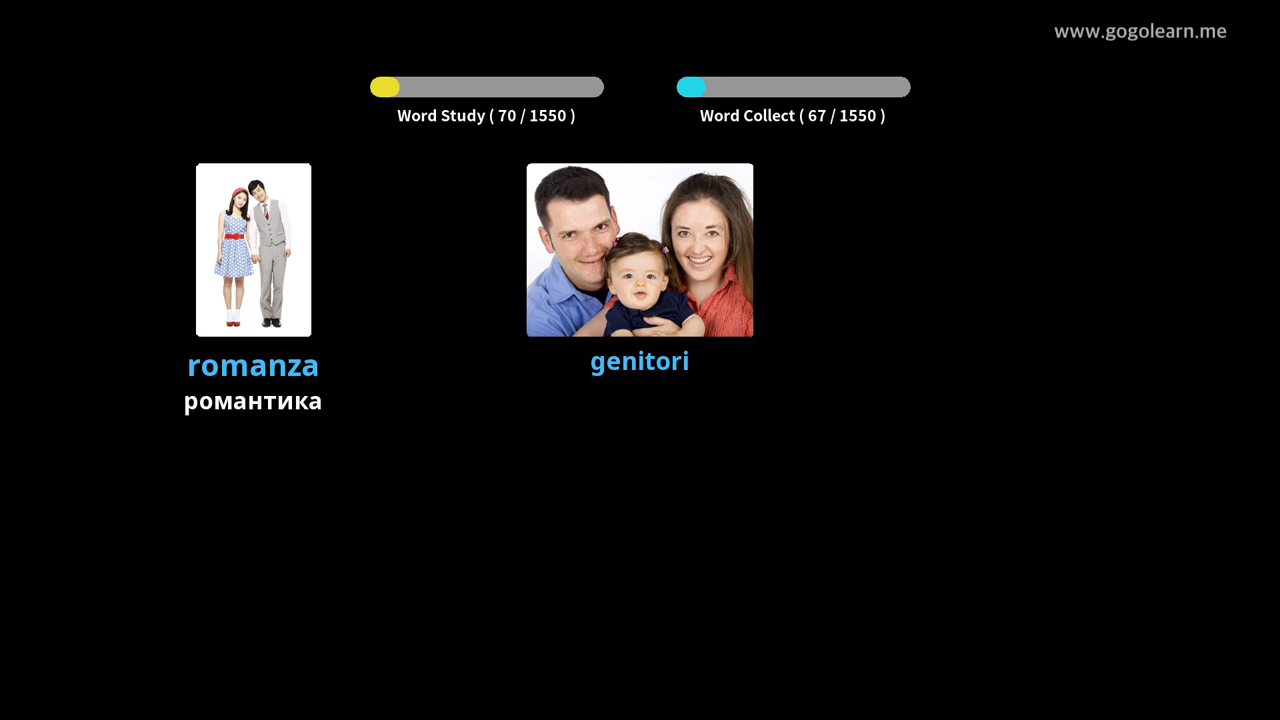 www.gogolearn.me
Word Study ( 70 / 1550 )
Word Collect ( 67 / 1550 )
romanza
романтика
genitori